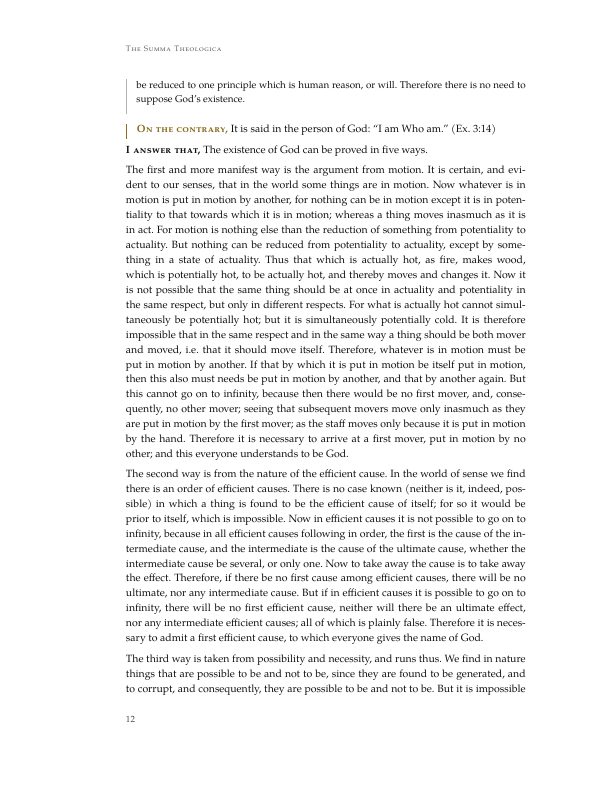 The Summa Theologica
be reduced to one principle which is human reason, or will. Therefore there is no need to
suppose God's existence.
On the contrary, It is said in the person of God: “I am Who am.” (Ex. 3:14)
I answer that, The existence of God can be proved in five ways.
The first and more manifest way is the argument from motion. It is certain, and evi-
dent to our senses, that in the world some things are in motion. Now whatever is in
motion is put in motion by another, for nothing can be in motion except it is in poten-
tiality to that towards which it is in motion; whereas a thing moves inasmuch as it is
in act. For motion is nothing else than the reduction of something from potentiality to
actuality. But nothing can be reduced from potentiality to actuality, except by some-
thing in a state of actuality. Thus that which is actually hot, as fire, makes wood,
which is potentially hot, to be actually hot, and thereby moves and changes it. Now it
is not possible that the same thing should be at once in actuality and potentiality in
the same respect, but only in different respects. For what is actually hot cannot simul-
taneously be potentially hot; but it is simultaneously potentially cold. It is therefore
impossible that in the same respect and in the same way a thing should be both mover
and moved, i.e. that it should move itself. Therefore, whatever is in motion must be
put in motion by another. If that by which it is put in motion be itself put in motion,
then this also must needs be put in motion by another, and that by another again. But
this cannot go on to infinity, because then there would be no first mover, and, conse-
quently, no other mover; seeing that subsequent movers move only inasmuch as they
are put in motion by the first mover; as the staff moves only because it is put in motion
by the hand. Therefore it is necessary to arrive at a first mover, put in motion by no
other; and this everyone understands to be God.
The second way is from the nature of the efficient cause. In the world of sense we find
there is an order of efficient causes. There is no case known (neither is it, indeed, pos-
sible) in which a thing is found to be the efficient cause of itself; for so it would be
prior to itself, which is impossible. Now in efficient causes it is not possible to go on to
infinity, because in all efficient causes following in order, the first is the cause of the in-
termediate cause, and the intermediate is the cause of the ultimate cause, whether the
intermediate cause be several, or only one. Now to take away the cause is to take away
the effect. Therefore, if there be no first cause among efficient causes, there will be no
ultimate, nor any intermediate cause. But if in efficient causes it is possible to go on to
infinity, there will be no first efficient cause, neither will there be an ultimate effect,
nor any intermediate efficient causes; all of which is plainly false. Therefore it is neces-
sary to admit a first efficient cause, to which everyone gives the name of God.
The third way is taken from possibility and necessity, and runs thus. We find in nature
things that are possible to be and not to be, since they are found to be generated, and
to corrupt, and consequently, they are possible to be and not to be. But it is impossible
12